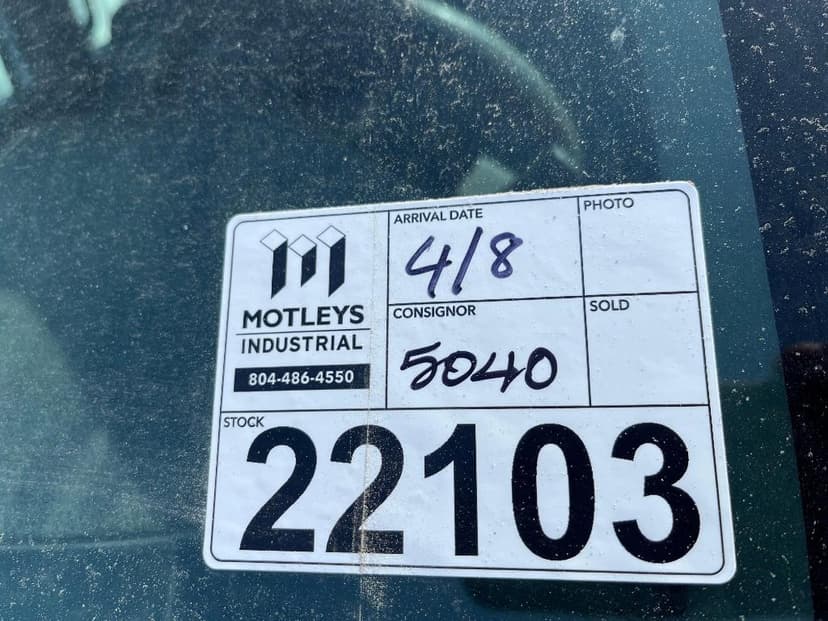 MOTLEYS
INDUSTRIAL
804-486-4550
ARRIVAL DATE
4/8
PHOTO
CONSIGNOR
5040
SOLD
STOCK
22103